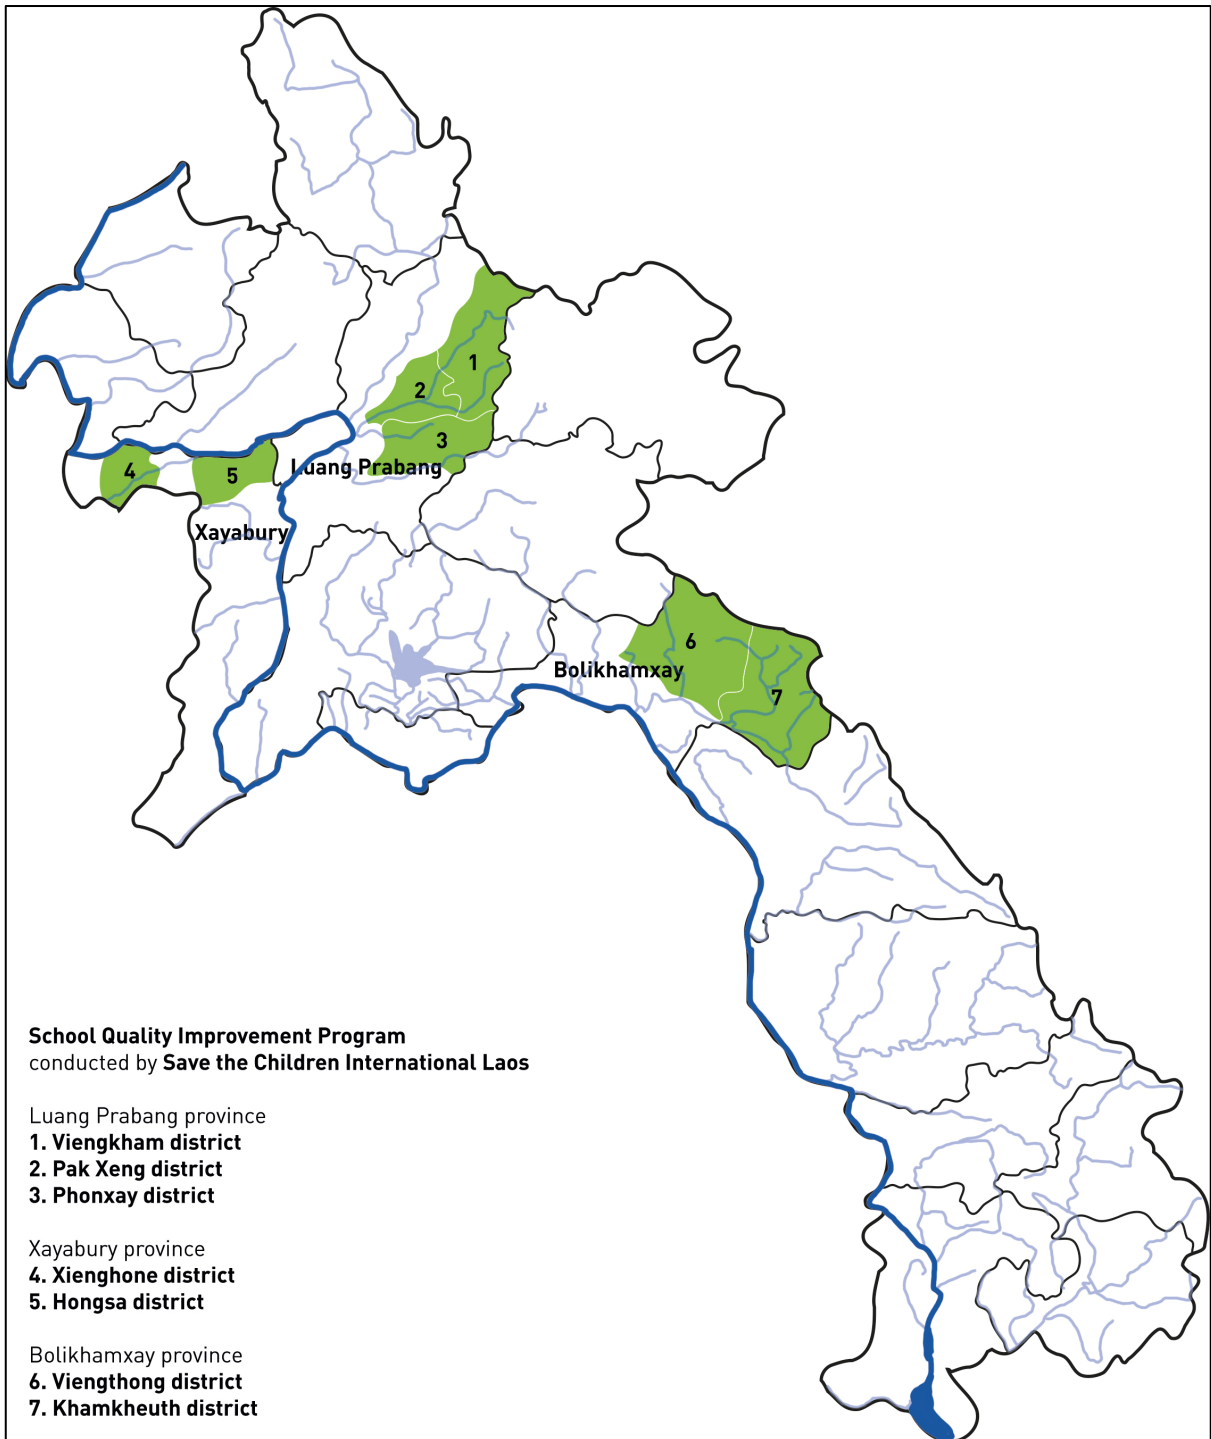 1
2
3
4
5
Luang Prabang
Xayabury
6
Bolikhamxay
7
School Quality Improvement Program
conducted by Save the Children International Laos
Luang Prabang province
1. Viengkham district
2. Pak Xeng district
3. Phonxay district
Xayabury province
4. Xienghone district
5. Hongsa district
Bolikhamxay province
6. Viengthong district
7. Khamkheuth district